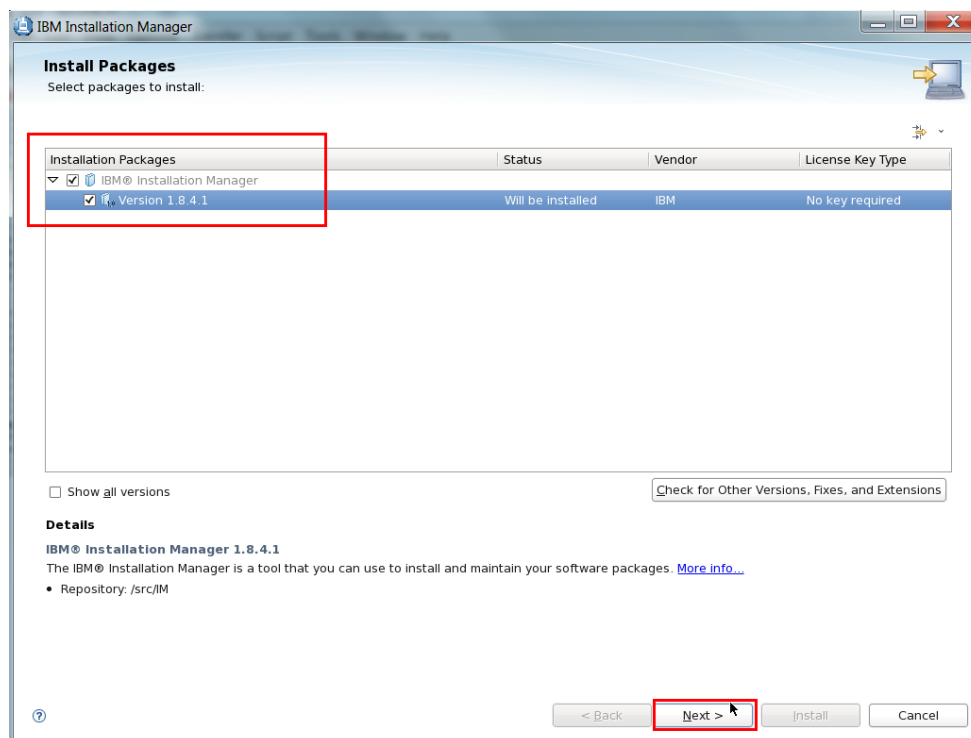 IBM Installation Manager
Install Packages
Select packages to install:
Installation Packages Status Vendor License Key Type
IBM® Installation Manager
Version 1.8.4.1 Will be installed IBM No key required
Show all versions Check for Other Versions, Fixes, and Extensions
Details
IBM® Installation Manager 1.8.4.1
The IBM® Installation Manager is a tool that you can use to install and maintain your software packages. More info...
• Repository: /src/IM
? < Back Next > Install Cancel